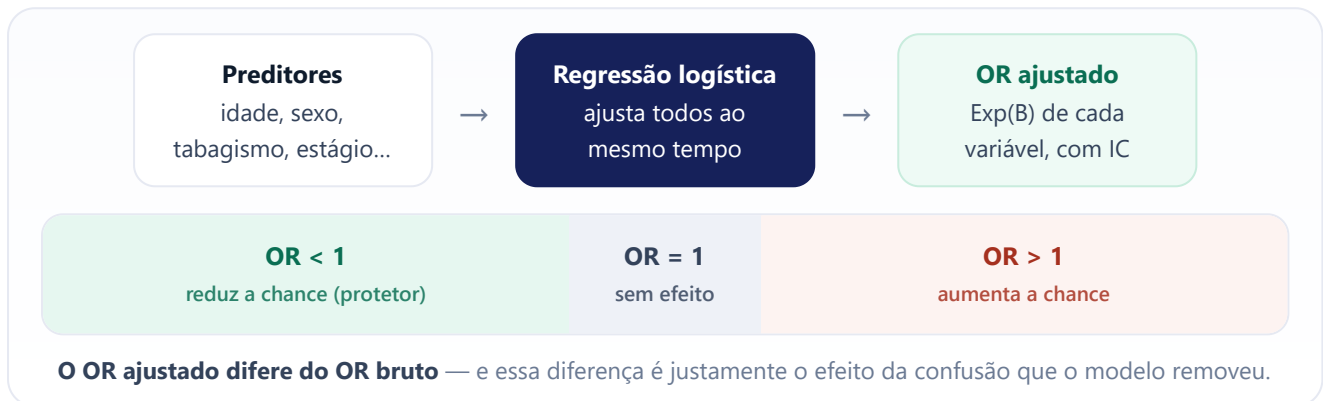 Preditores
idade, sexo,
tabagismo, estágio...
→
Regressão logística
ajusta todos ao
mesmo tempo
→
OR ajustado
Exp(B) de cada
variável, com IC
OR < 1
reduz a chance (protetor)
OR = 1
sem efeito
OR > 1
aumenta a chance
O OR ajustado difere do OR bruto — e essa diferença é justamente o efeito da confusão que o modelo removeu.